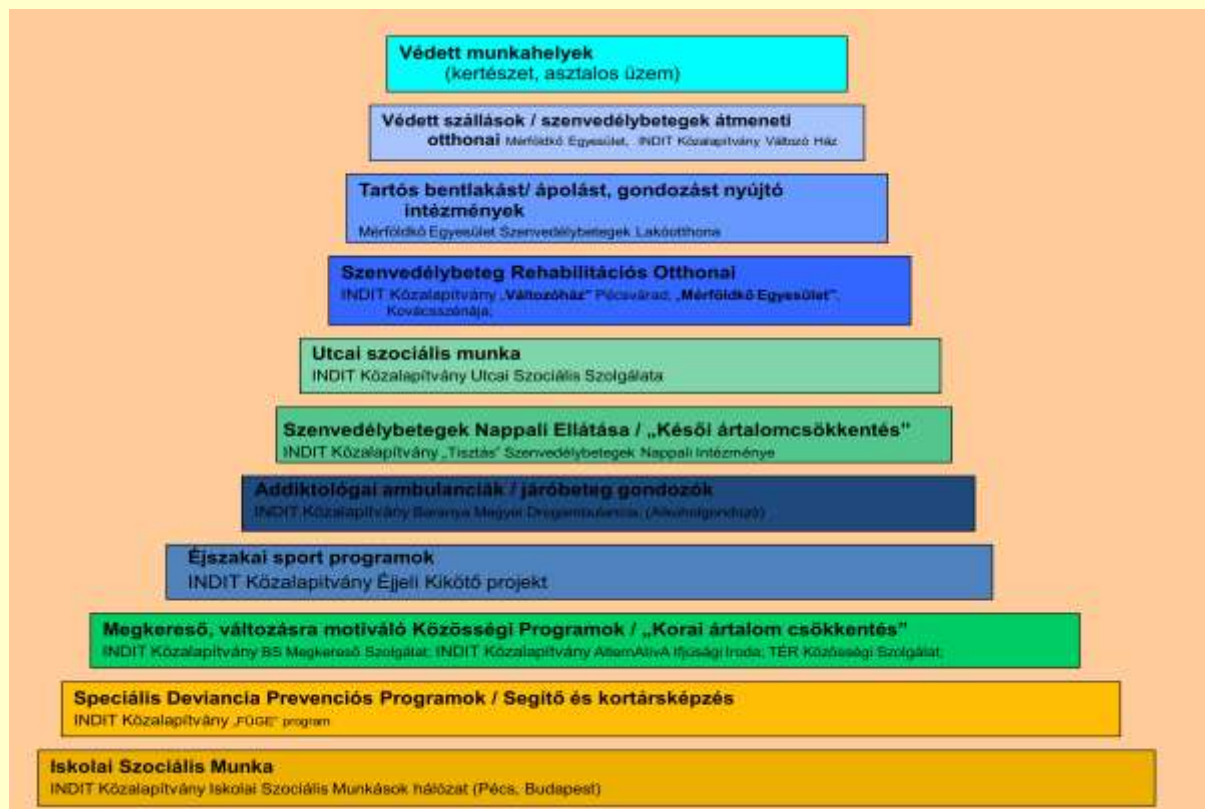 Védett munkahelyek
(kertészet, asztalos üzem)
Védett szállások / szenvedélybetegek átmeneti
otthonai Mérföldkő Egyesület, INDIT Közalapítvány Változó Ház
Tartós bentlakást/ ápolást, gondozást nyújtó
intézmények
Mérföldkő Egyesület Szenvedélybetegek Lakóotthona
Szenvedélybeteg Rehabilitációs Otthonai
INDIT Közalapítvány „Változóház” Pécsvárad, „Mérföldkő Egyesület”,
Kovácsszénája;
Utcai szociális munka
INDIT Közalapítvány Utcai Szociális Szolgálata
Szenvedélybetegek Nappali Ellátása / „Késői ártalomcsökkentés”
INDIT Közalapítvány „Tisztás” Szenvedélybetegek Nappali Intézménye
Addiktológai ambulanciák / járóbeteg gondozók
INDIT Közalapítvány Baranya Megyei Drogambulancia; (Alkoholgondozó)
Éjszakai sport programok
INDIT Közalapítvány Éjjeli Kikötő projekt
Megkereső, változásra motiváló Közösségi Programok / „Korai ártalom csökkentés”
INDIT Közalapítvány BS Megkereső Szolgálat; INDIT Közalapítvány AlternAtívA Ifjúsági Iroda; TÉR Közösségi Szolgálat;
Speciális Deviancia Prevenciós Programok / Segítő és kortársképzés
INDIT Közalapítvány „FÜGE” program
Iskolai Szociális Munka
INDIT Közalapítvány Iskolai Szociális Munkások hálózat (Pécs, Budapest)